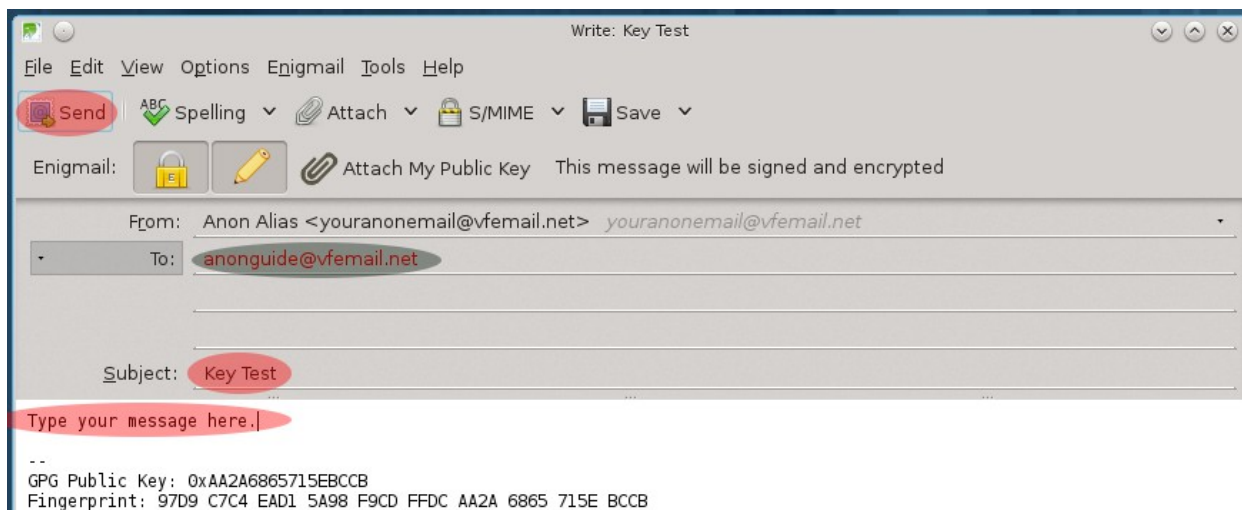 Write: Key Test
File Edit View Options Enigmail Tools Help
Send ABC Spelling Attach S/MIME Save
Enigmail: E Attach My Public Key This message will be signed and encrypted
From: Anon Alias <youranonemail@vfemail.net> youranonemail@vfemail.net
To: anonguide@vfemail.net
Subject: Key Test
Type your message here.
--
GPG Public Key: 0xAA2A6865715EBCCB
Fingerprint: 97D9 C7C4 EAD1 5A98 F9CD FFDC AA2A 6865 715E BCCB